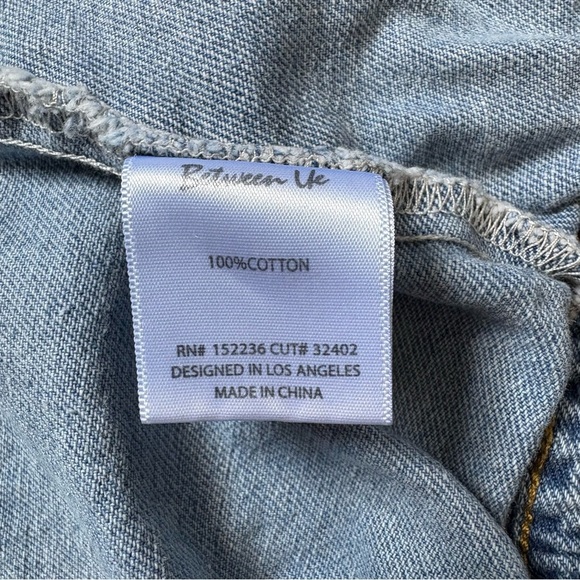 Between Us
100%COTTON
RN# 152236 CUT# 32402
DESIGNED IN LOS ANGELES
MADE IN CHINA